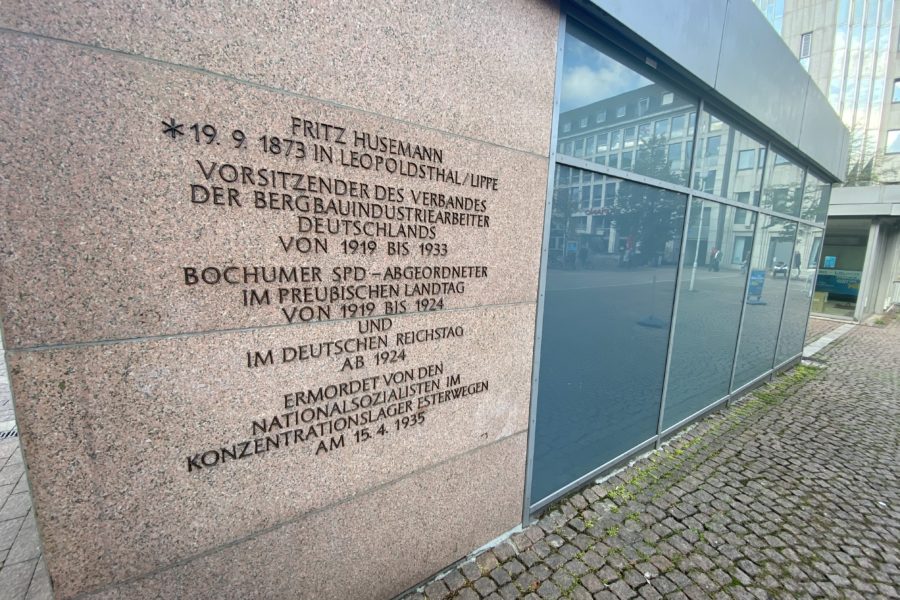 FRITZ HUSEMANN
*19. 9. 1873 IN LEOPOLDSTHAL/LIPPE
VORSITZENDER DES VERBANDES
DER BERGBAUINDUSTRIEARBEITER
DEUTSCHLANDS
VON 1919 BIS 1933
BOCHUMER SPD-ABGEORDNETER
IM PREUßISCHEN LANDTAG
VON 1919 BIS 1924
UND
IM DEUTSCHEN REICHSTAG
AB 1924
ERMORDET VON DEN
NATIONALSOZIALISTEN IM
KONZENTRATIONSLAGER ESTERWEGEN
AM 15. 4. 1935